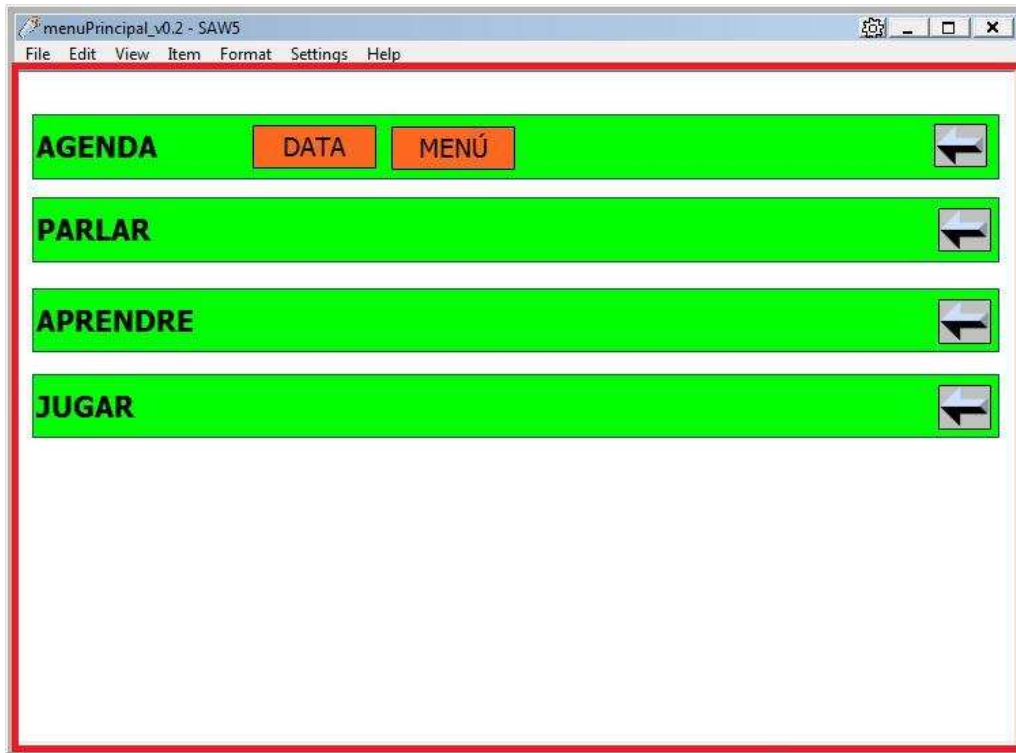 menuPrincipal_v0.2 - SAW5
File Edit View Item Format Settings Help
AGENDA DATA MENÚ
PARLAR
APRENDRE
JUGAR